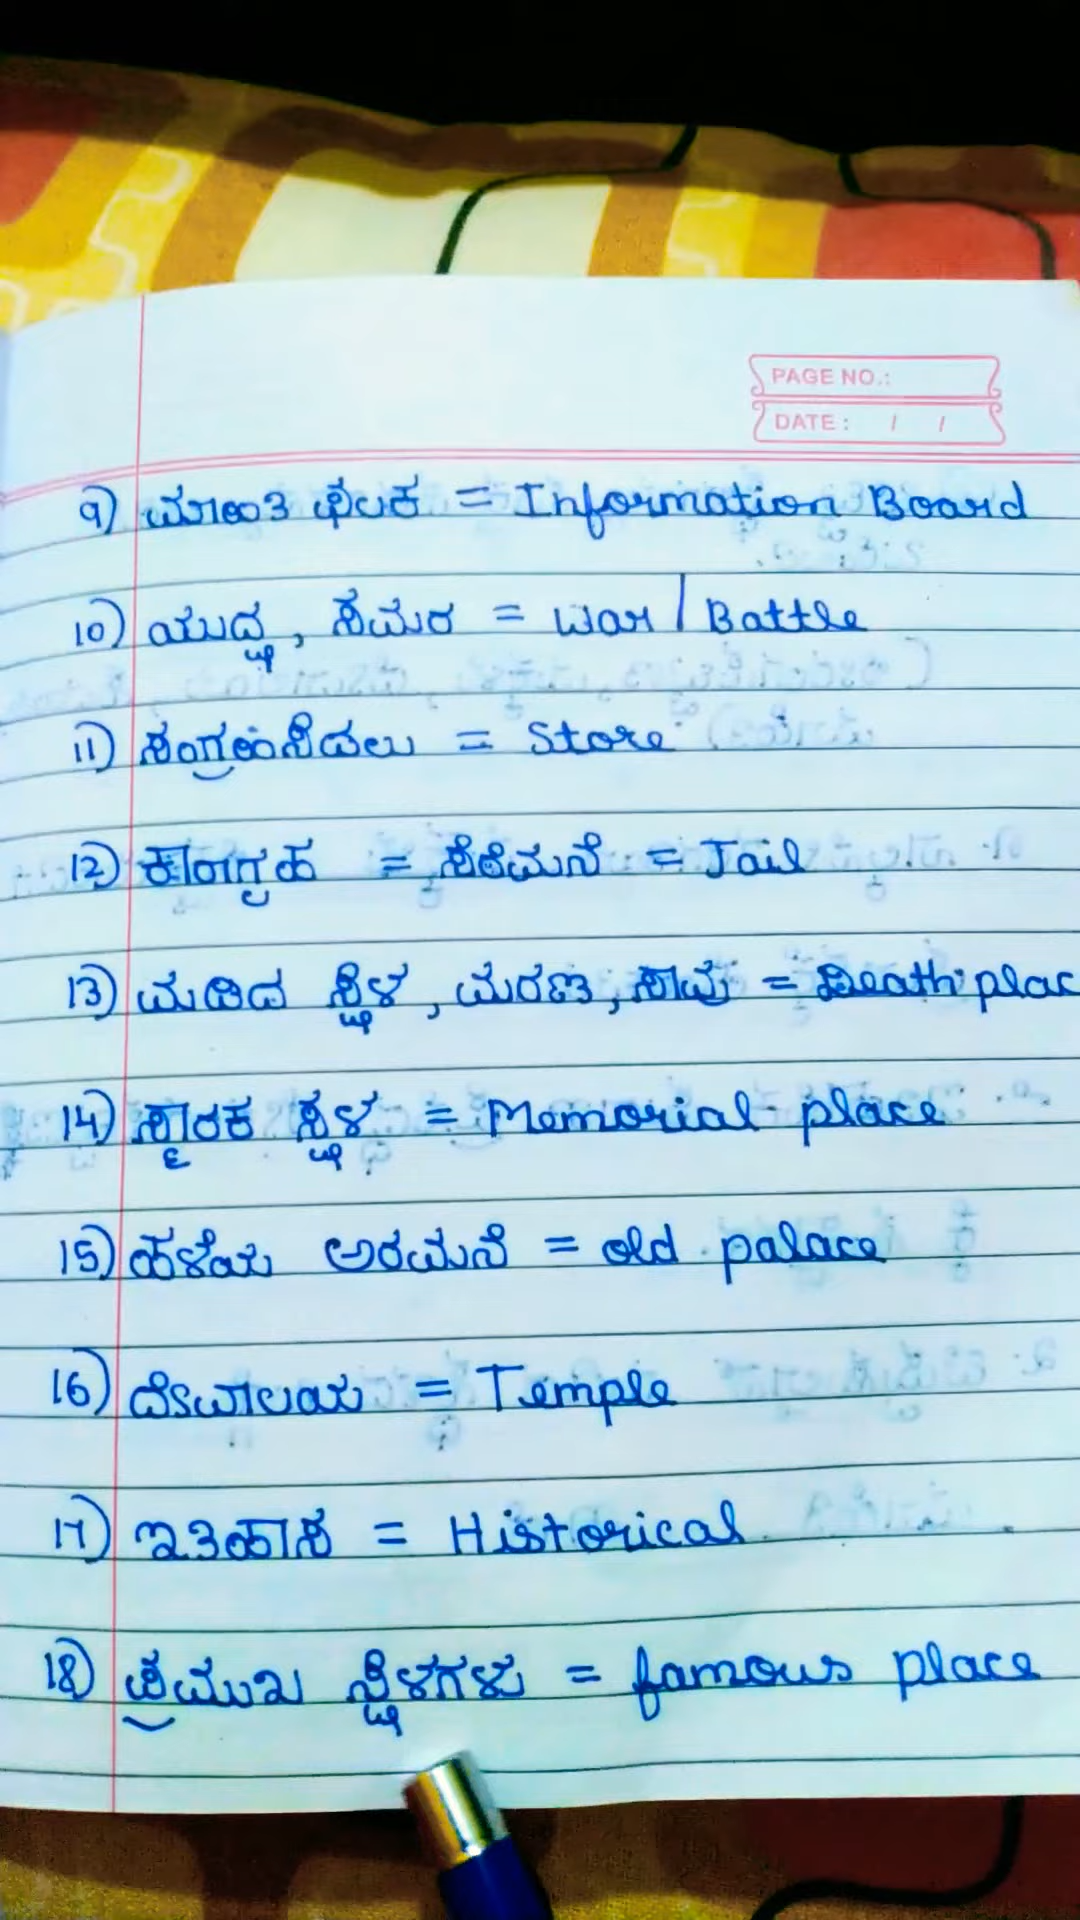 PAGE NO.:
DATE : / /
9) ಮಾಹಿತಿ ಫಲಕ = Information Board
10) ಯುದ್ಧ, ಸಮರ = War / Battle
11) ಸಂಗ್ರಹಿಸಿಡಲು = Store
12) ಕಾರಾಗೃಹ = ಸೆರೆಮನೆ = Jail
13) ಮಡಿದ ಸ್ಥಳ, ಮರಣ, ಸಾವು = Death plac
14) ಸ್ಮಾರಕ ಸ್ಥಳ = Memorial place
15) ಹಳೆಯ ಅರಮನೆ = old palace
16) ದೇವಾಲಯ = Temple
17) ಇತಿಹಾಸ = Historical
18) ಪ್ರಮುಖ ಸ್ಥಳಗಳು = famous place